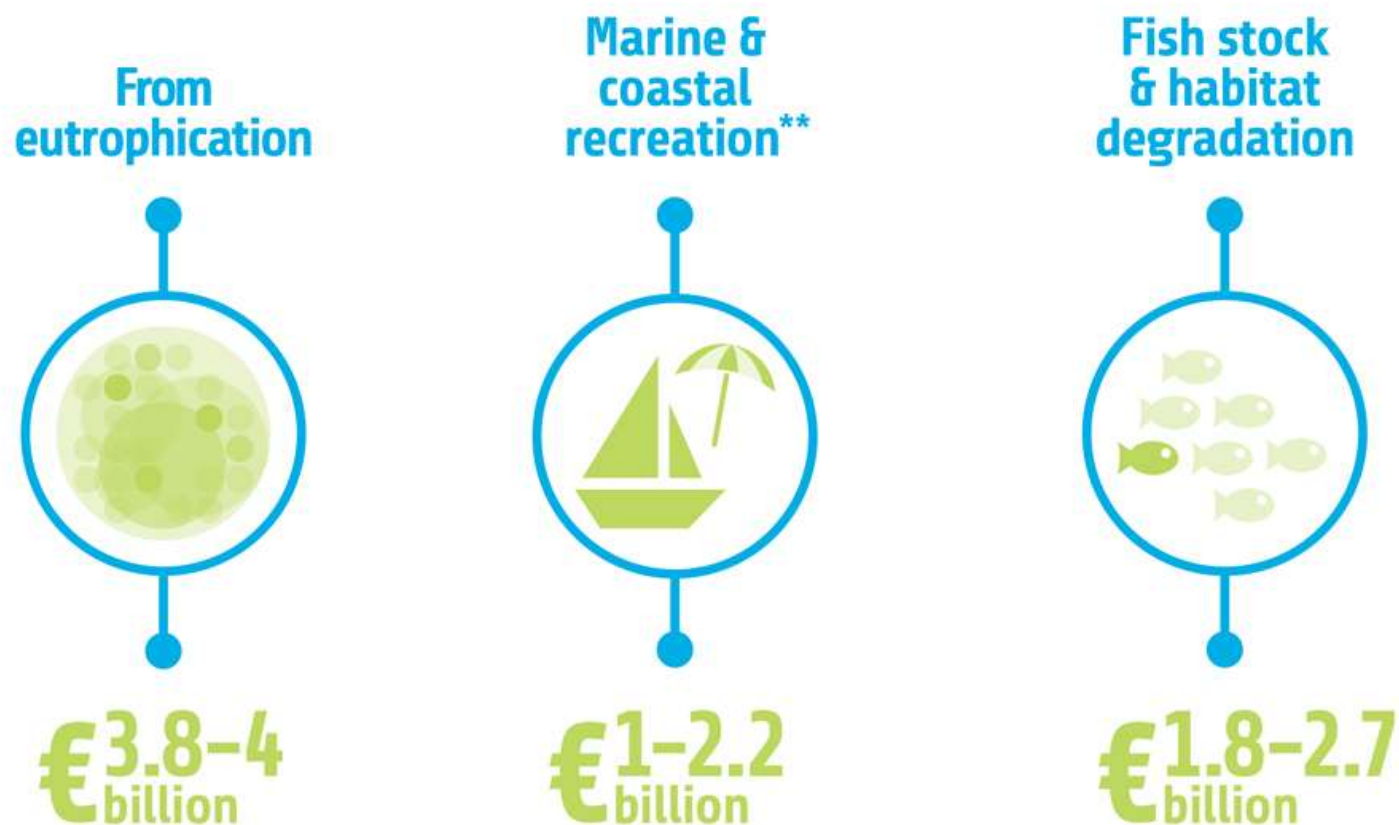 From
eutrophication
Marine &
coastal
recreation**
Fish stock
& habitat
degradation
€3.8–4
billion
€1–2.2
billion
€1.8–2.7
billion